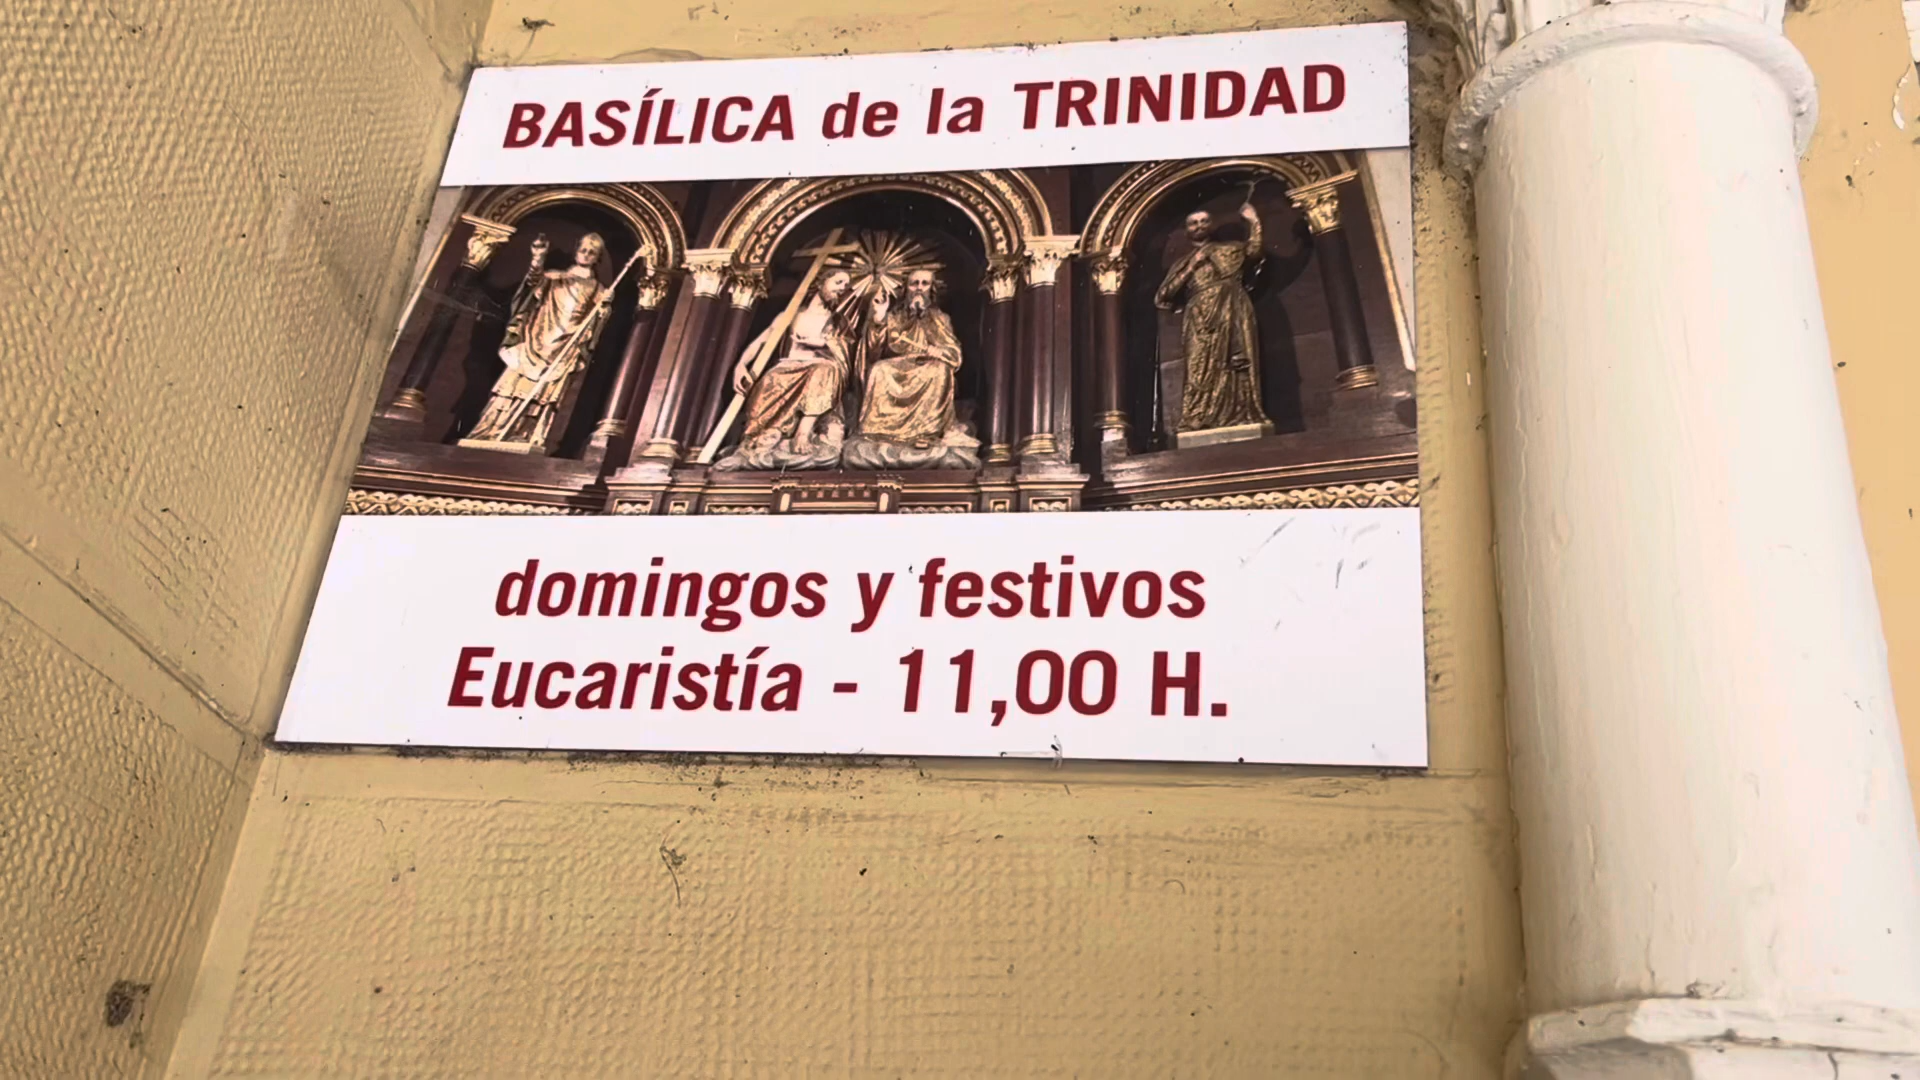 BASÍLICA de la TRINIDAD
domingos y festivos
Eucaristía - 11,00 H.